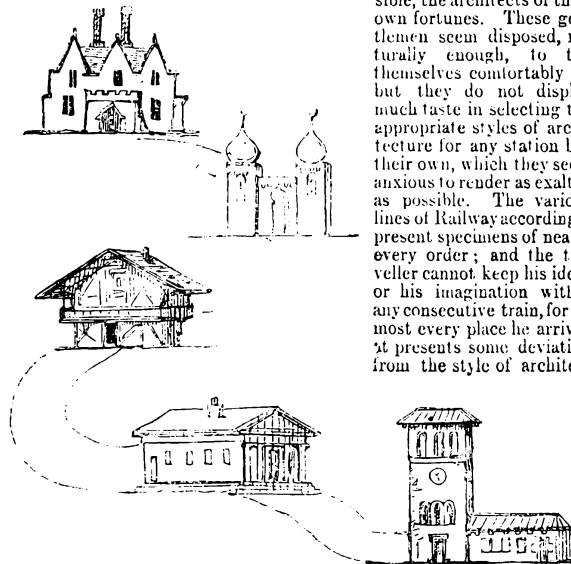 sible, the architects of th
own fortunes. These ge
tlemen seem disposed, n
turally enough, to t
themselves comfortably
but they do not displ
much taste in selecting t
appropriate styles of arc
tecture for any station b
their own, which they see
anxious to render as exalt
as possible. The vario
lines of Railway according
present specimens of nea
every order; and the t
veller cannot keep his ide
or his imagination with
any consecutive train, for
most every place he arriv
at presents some deviati
from the style of archite